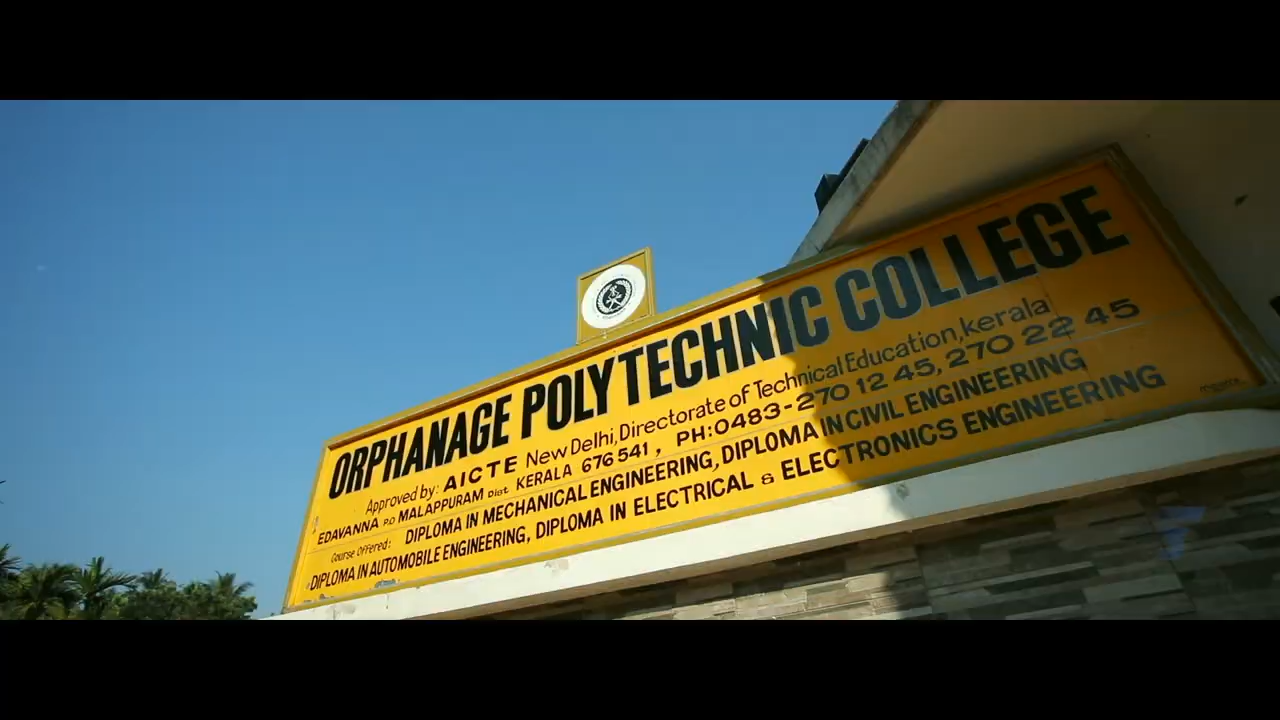 ORPHANAGE POLYTECHNIC COLLEGE
Approved by: AICTE New Delhi, Directorate of Technical Education, kerala
EDAVANNA P.O MALAPPURAM Dist. KERALA 676 541, PH:0483-270 12 45, 270 22 45
Course Offered: DIPLOMA IN MECHANICAL ENGINEERING, DIPLOMA IN CIVIL ENGINEERING
DIPLOMA IN AUTOMOBILE ENGINEERING, DIPLOMA IN ELECTRICAL & ELECTRONICS ENGINEERING